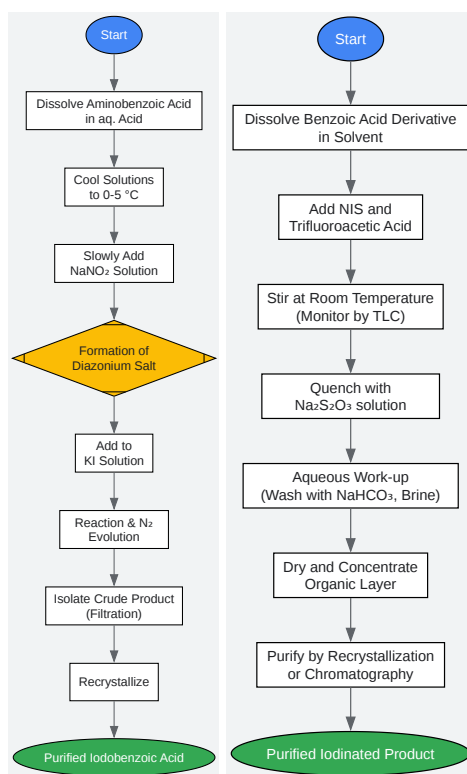 Start
Dissolve Aminobenzoic Acid
in aq. Acid
Cool Solutions
to 0-5 °C
Slowly Add
NaNO₂ Solution
Formation of
Diazonium Salt
Add to
KI Solution
Reaction & N₂
Evolution
Isolate Crude Product
(Filtration)
Recrystallize
Purified Iodobenzoic Acid
Start
Dissolve Benzoic Acid Derivative
in Solvent
Add NIS and
Trifluoroacetic Acid
Stir at Room Temperature
(Monitor by TLC)
Quench with
Na₂S₂O₃ solution
Aqueous Work-up
(Wash with NaHCO₃, Brine)
Dry and Concentrate
Organic Layer
Purify by Recrystallization
or Chromatography
Purified Iodinated Product